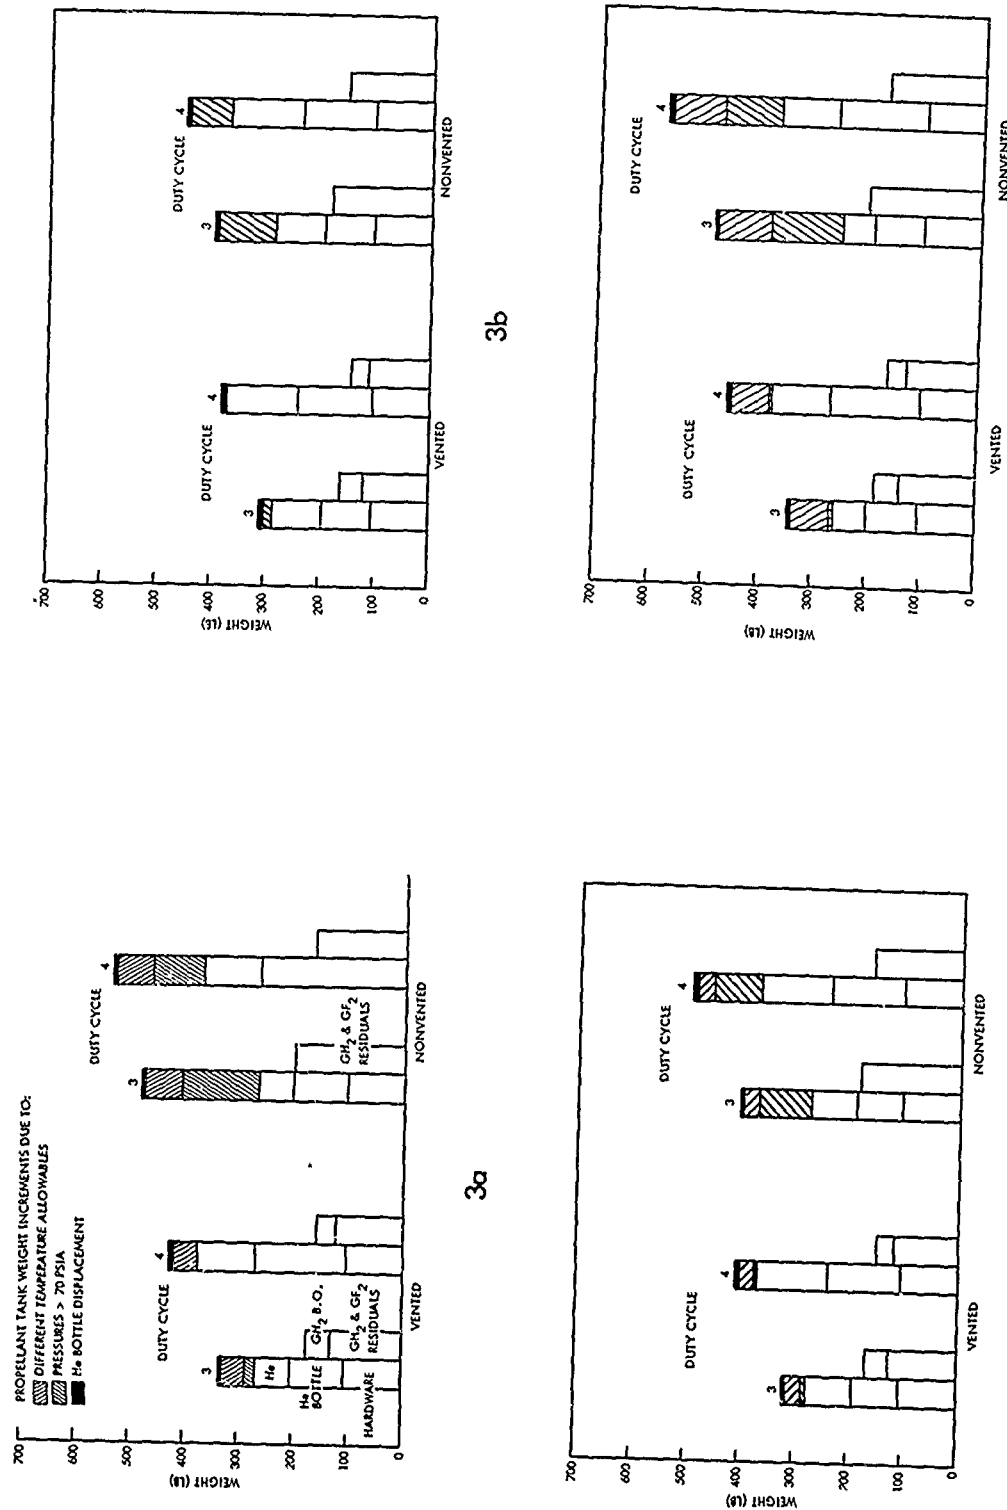 PROPELLANT TANK WEIGHT INCREMENTS DUE TO:
DIFFERENT TEMPERATURE ALLOWABLES
PRESSURES > 70 PSIA
He BOTTLE DISPLACEMENT
700
600
500
400
300
200
100
0
WEIGHT (LB)
DUTY CYCLE
3
4
He
He BOTTLE
HARDWARE
GH2 B.O.
GH2 & GF2
RESIDUALS
VENTED
DUTY CYCLE
3
4
GH2 & GF2
RESIDUALS
NONVENTED
3a
700
600
500
400
300
200
100
0
WEIGHT (LB)
DUTY CYCLE
3
4
VENTED
DUTY CYCLE
3
4
NONVENTED
3b
700
600
500
400
300
200
100
0
WEIGHT (LB)
DUTY CYCLE
3
4
VENTED
DUTY CYCLE
3
4
NONVENTED
700
600
500
400
300
200
100
0
WEIGHT (LB)
DUTY CYCLE
3
4
VENTED
DUTY CYCLE
3
4
NONVENTED